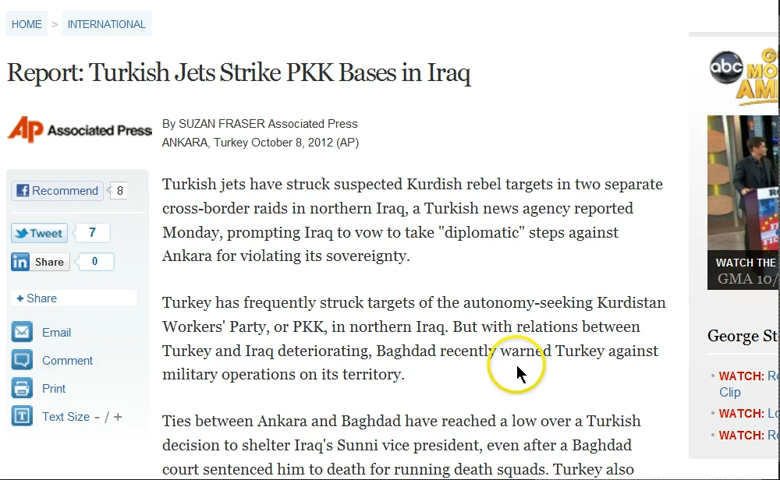 HOME > INTERNATIONAL
Report: Turkish Jets Strike PKK Bases in Iraq
AP Associated Press
By SUZAN FRASER Associated Press
ANKARA, Turkey October 8, 2012 (AP)
Recommend 8
Tweet 7
Share 0
+ Share
Email
Comment
Print
Text Size - / +
Turkish jets have struck suspected Kurdish rebel targets in two separate
cross-border raids in northern Iraq, a Turkish news agency reported
Monday, prompting Iraq to vow to take "diplomatic" steps against
Ankara for violating its sovereignty.
Turkey has frequently struck targets of the autonomy-seeking Kurdistan
Workers' Party, or PKK, in northern Iraq. But with relations between
Turkey and Iraq deteriorating, Baghdad recently warned Turkey against
military operations on its territory.
Ties between Ankara and Baghdad have reached a low over a Turkish
decision to shelter Iraq's Sunni vice president, even after a Baghdad
court sentenced him to death for running death squads. Turkey also
abc
WATCH THE
GMA 10/
George St
WATCH:
Clip
WATCH:
WATCH: